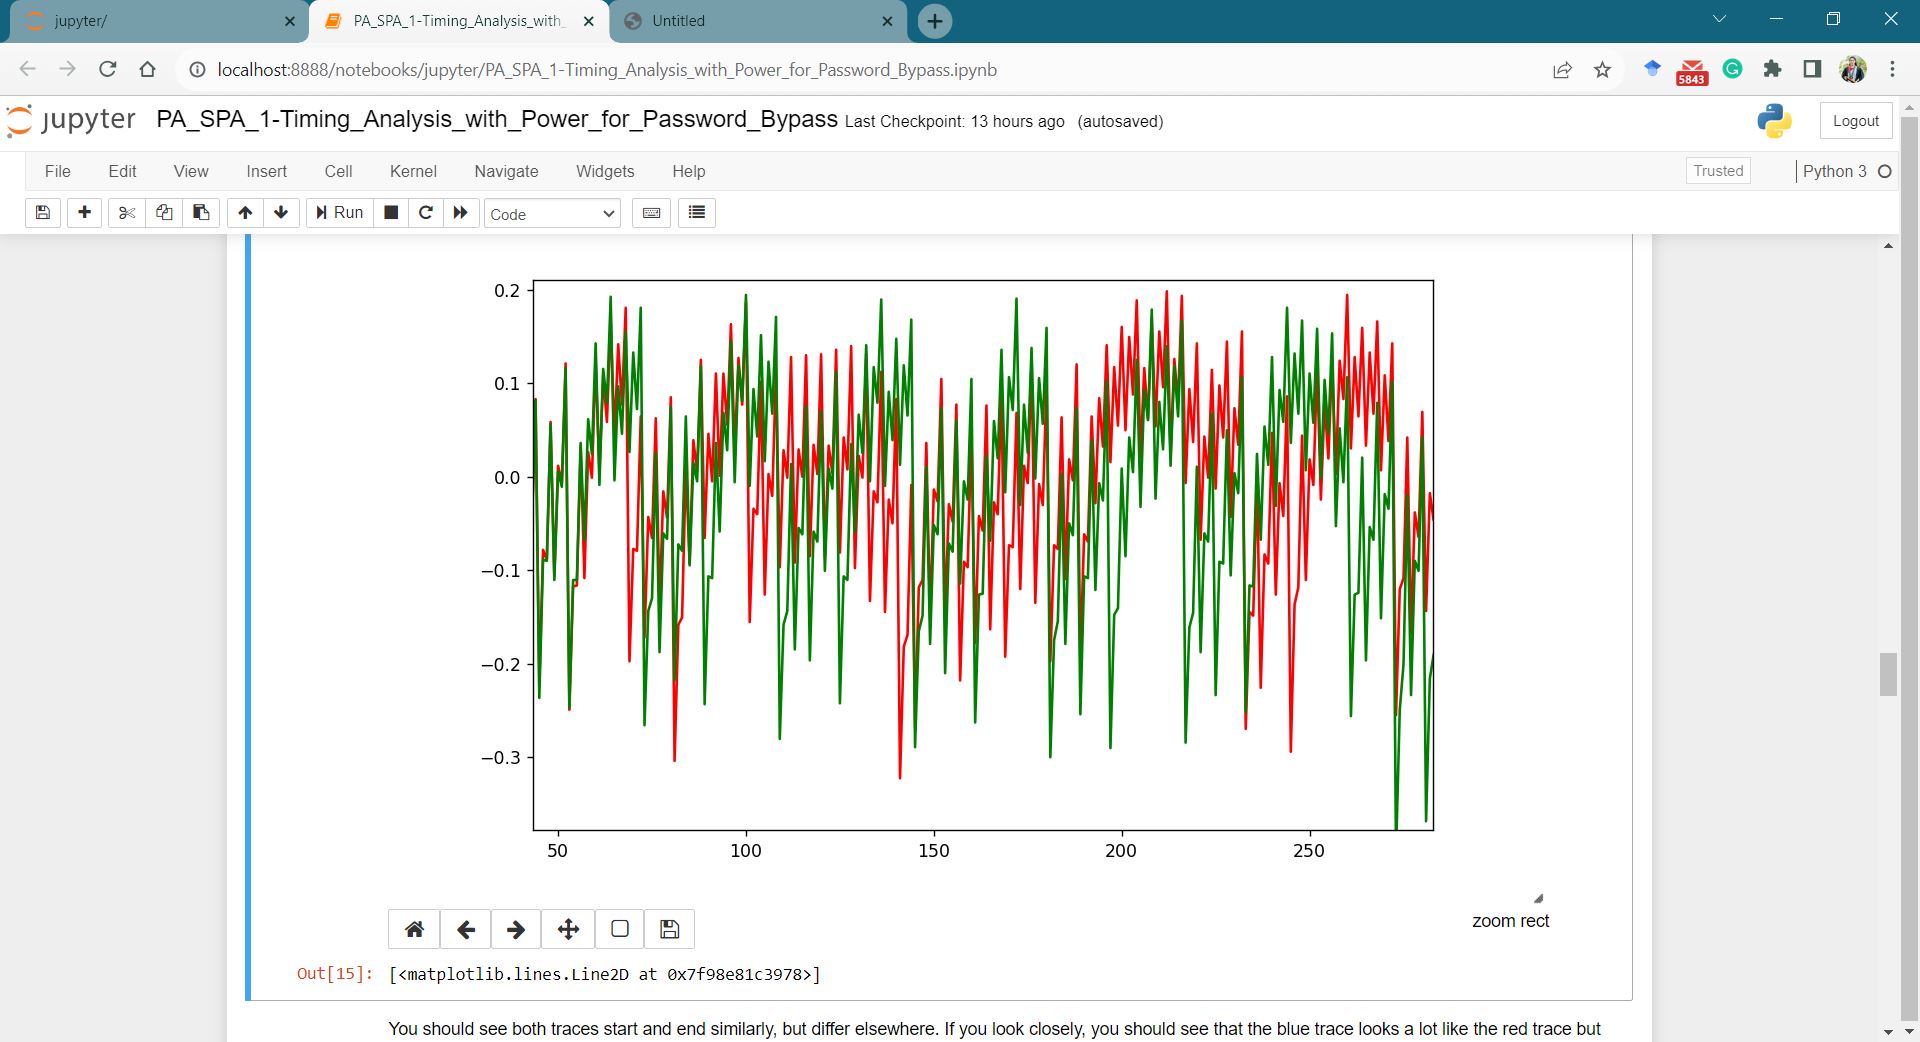 jupyter/
PA_SPA_1-Timing_Analysis_with_
Untitled
localhost:8888/notebooks/jupyter/PA_SPA_1-Timing_Analysis_with_Power_for_Password_Bypass.ipynb
5843
jupyter PA_SPA_1-Timing_Analysis_with_Power_for_Password_Bypass Last Checkpoint: 13 hours ago (autosaved)
Logout
File Edit View Insert Cell Kernel Navigate Widgets Help
Trusted
Python 3
Run
Code
0.2
0.1
0.0
−0.1
−0.2
−0.3
50 100 150 200 250
zoom rect
Out[15]: [<matplotlib.lines.Line2D at 0x7f98e81c3978>]
You should see both traces start and end similarly, but differ elsewhere. If you look closely, you should see that the blue trace looks a lot like the red trace but